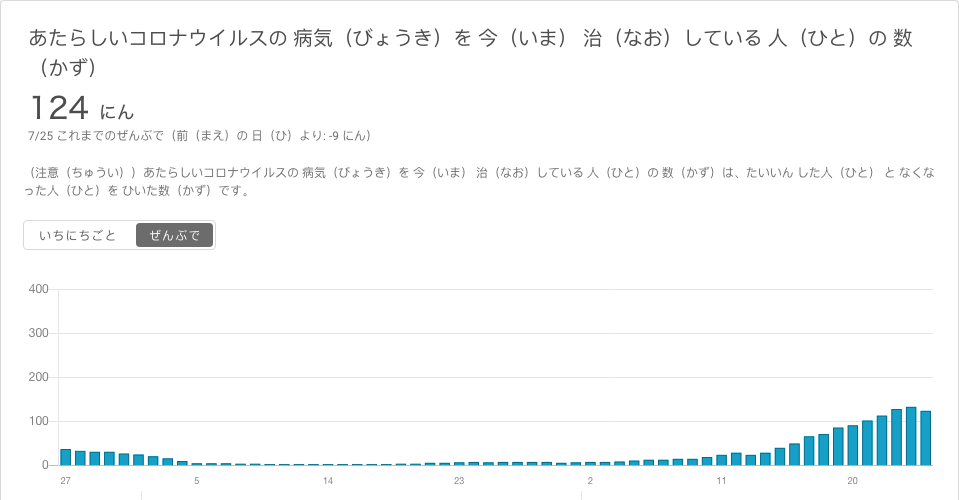 あたらしいコロナウイルスの 病気（びょうき）を 今（いま） 治（なお）している 人（ひと）の 数
（かず）
124 にん
7/25 これまでのぜんぶで（前（まえ）の 日（ひ）より: -9 にん）
（注意（ちゅうい））あたらしいコロナウイルスの 病気（びょうき）を 今（いま） 治（なお）している 人（ひと）の 数（かず）は、たいいん した人（ひと） と なくな
った人（ひと）を ひいた数（かず）です。
いちにちごと ぜんぶで
400
300
200
100
0
27 5 14 23 2 11 20